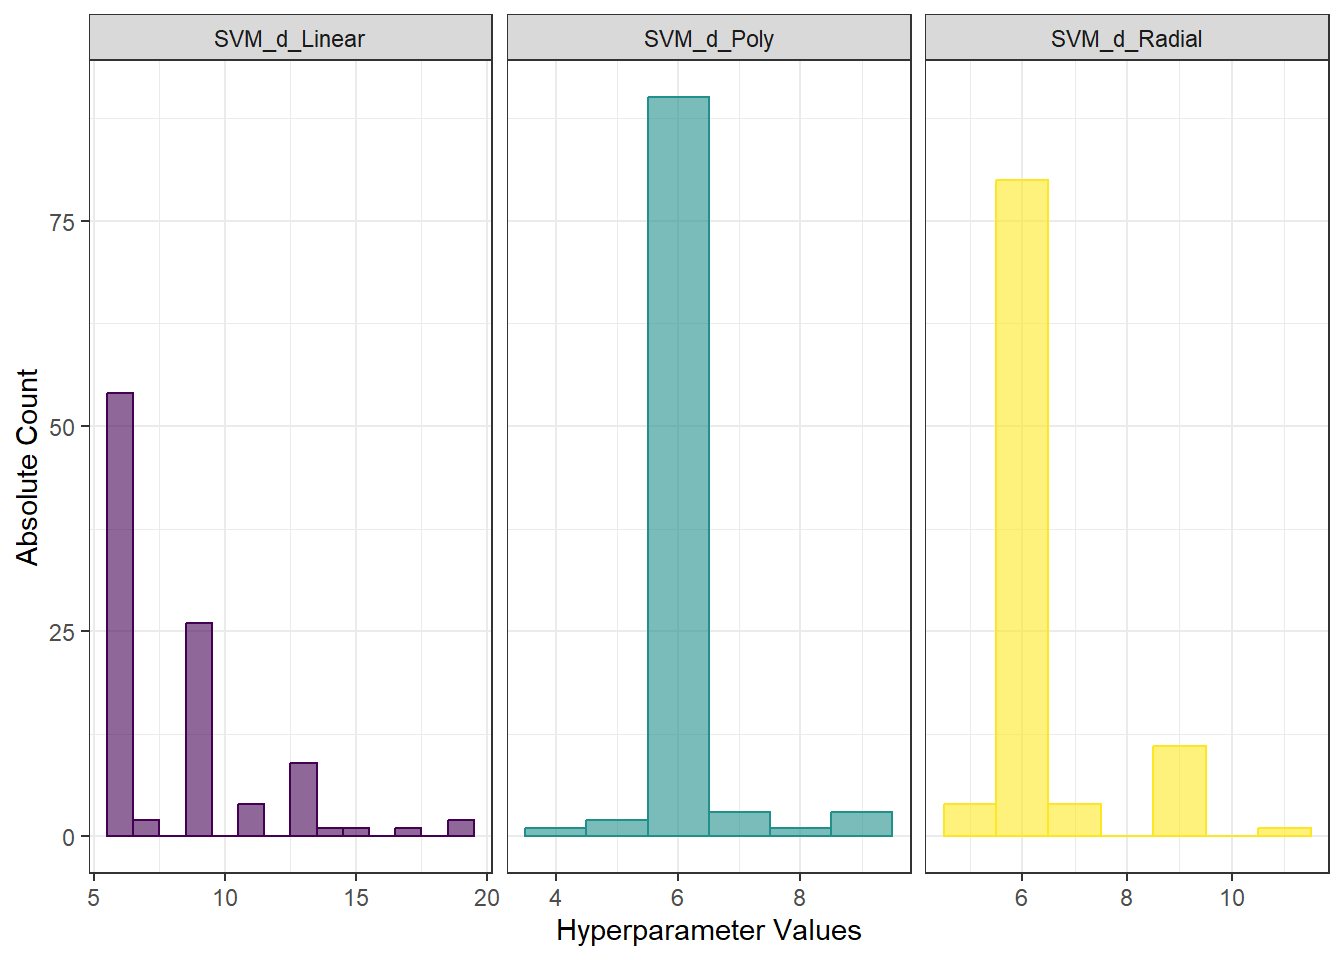 SVM_d_Linear SVM_d_Poly SVM_d_Radial
75
50
25
0
Absolute Count
5 10 15 20 4 6 8 6 8 10
Hyperparameter Values